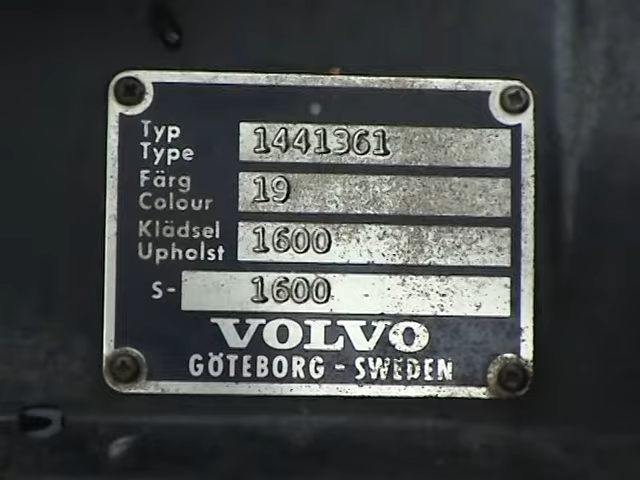 Typ
Type 1441361
Färg
Colour 19
Klädsel
Upholst 1600
S- 1600
VOLVO
GÖTEBORG - SWEDEN